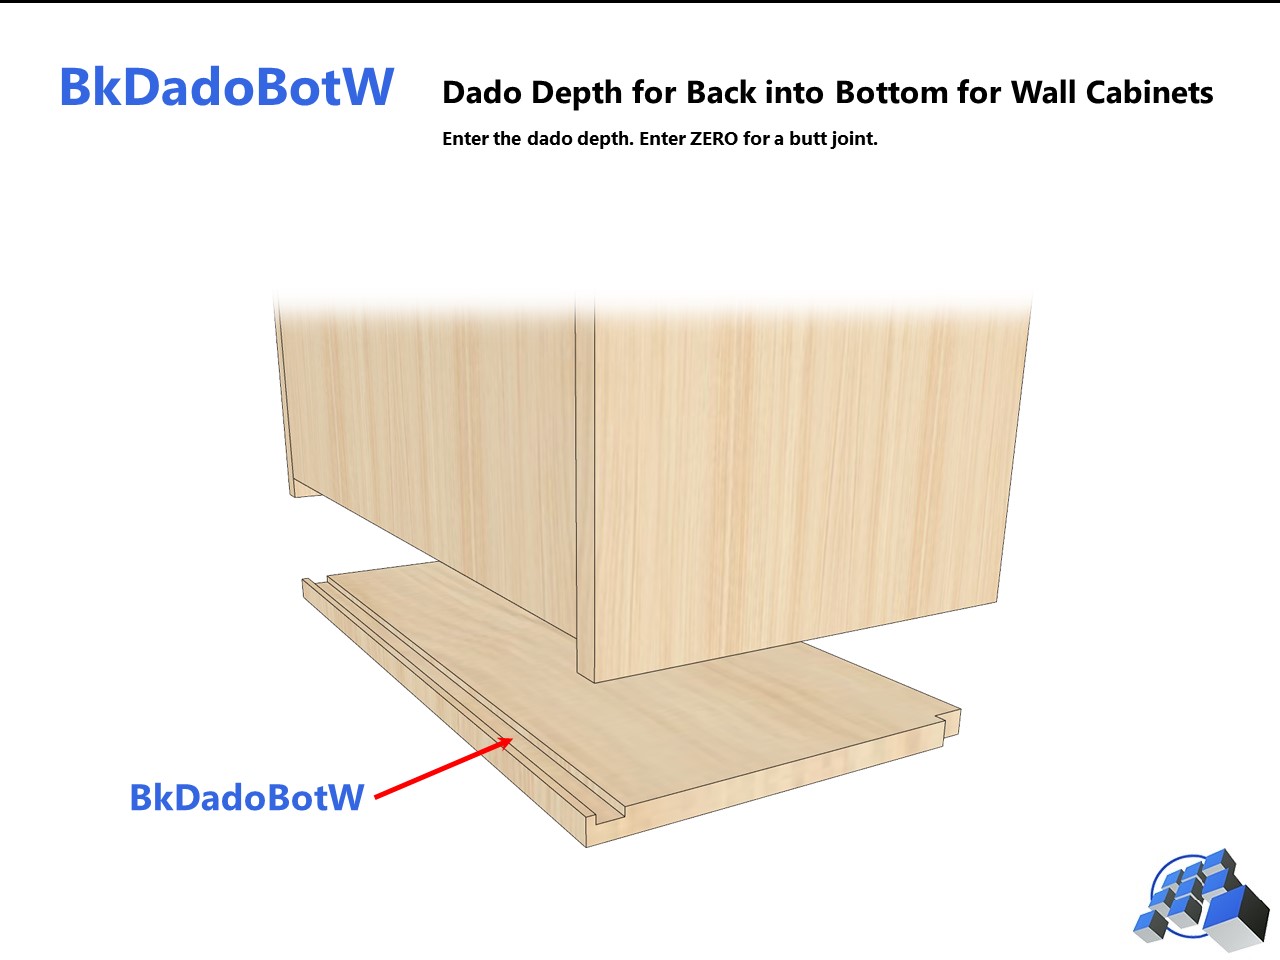 BkDadoBotW
Dado Depth for Back into Bottom for Wall Cabinets
Enter the dado depth. Enter ZERO for a butt joint.
BkDadoBotW